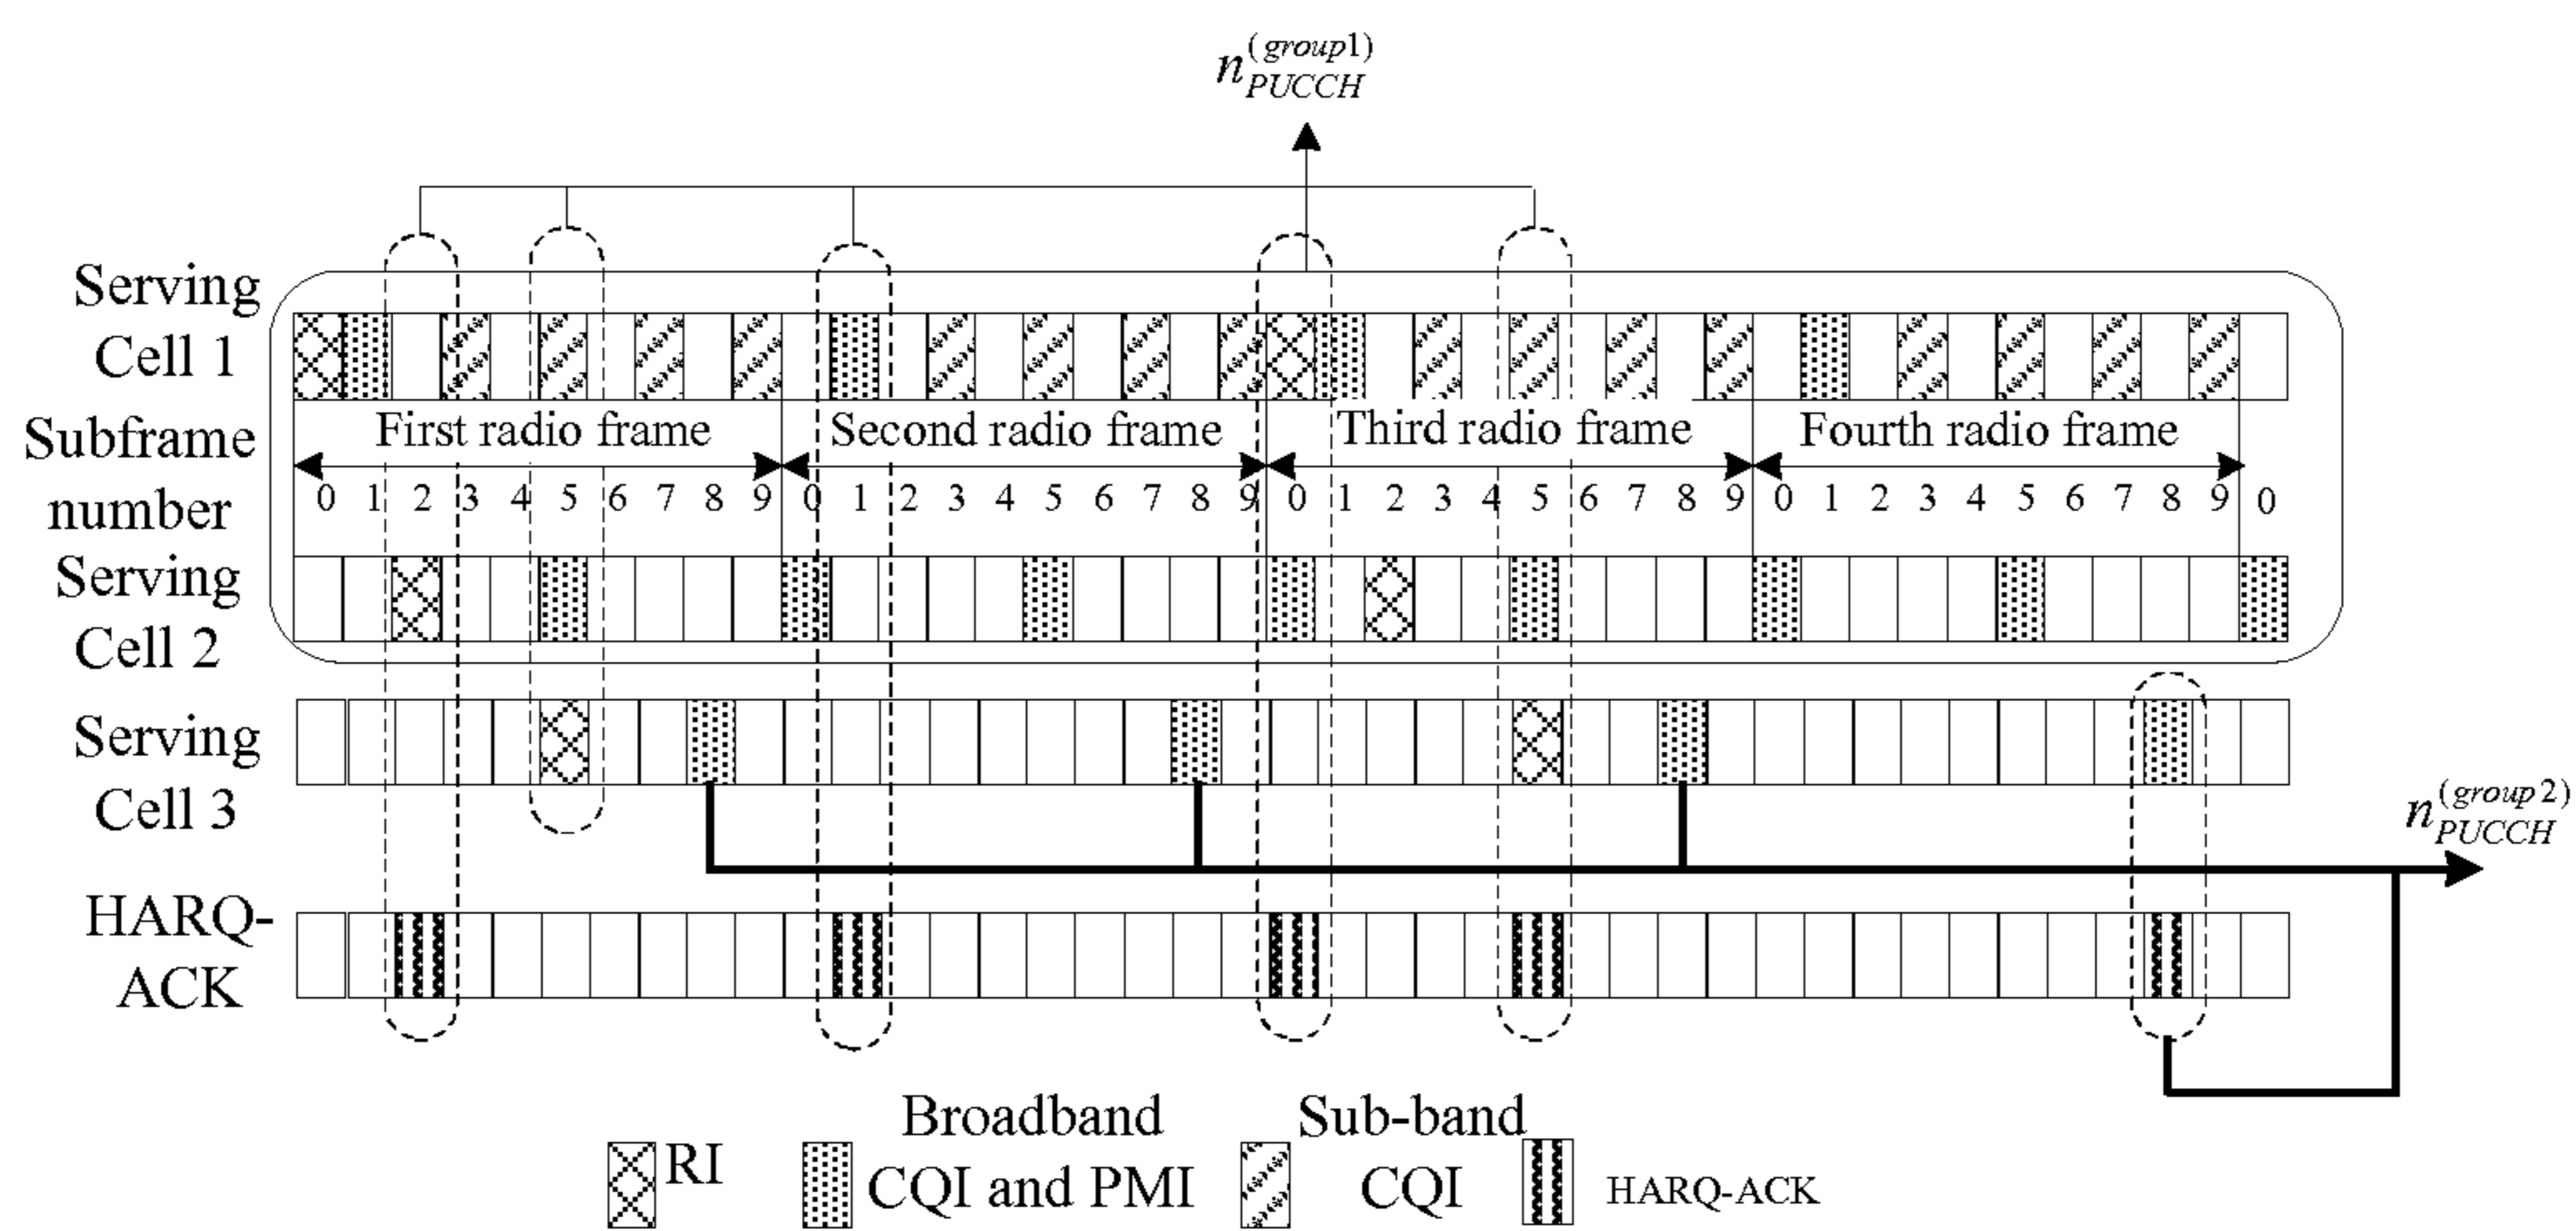 n_{PUCCH}^{(group1)}
Serving
Cell 1
Subframe
number
First radio frame
Second radio frame
Third radio frame
Fourth radio frame
0 1 2 3 4 5 6 7 8 9 0 1 2 3 4 5 6 7 8 9 0 1 2 3 4 5 6 7 8 9 0 1 2 3 4 5 6 7 8 9 0
Serving
Cell 2
Serving
Cell 3
n_{PUCCH}^{(group2)}
HARQ-
ACK
RI
Broadband
CQI and PMI
Sub-band
CQI
HARQ-ACK